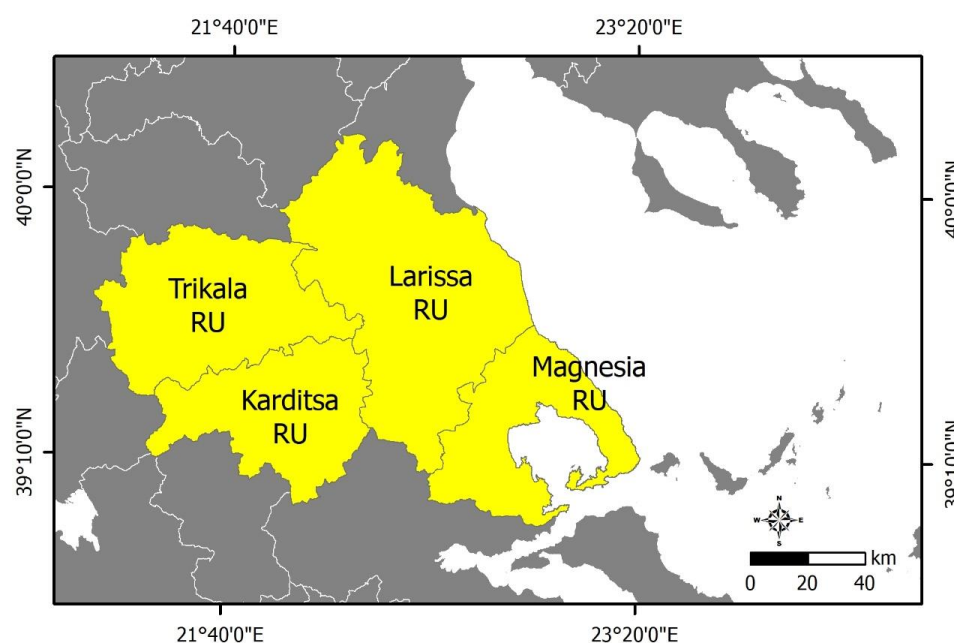 21°40'0"E
23°20'0"E
40°0'0"N
40°0'0"N
Trikala
RU
Larissa
RU
Magnesia
RU
Karditsa
RU
39°10'0"N
39°10'0"N
N
W
E
S
km
0
20
40
21°40'0"E
23°20'0"E